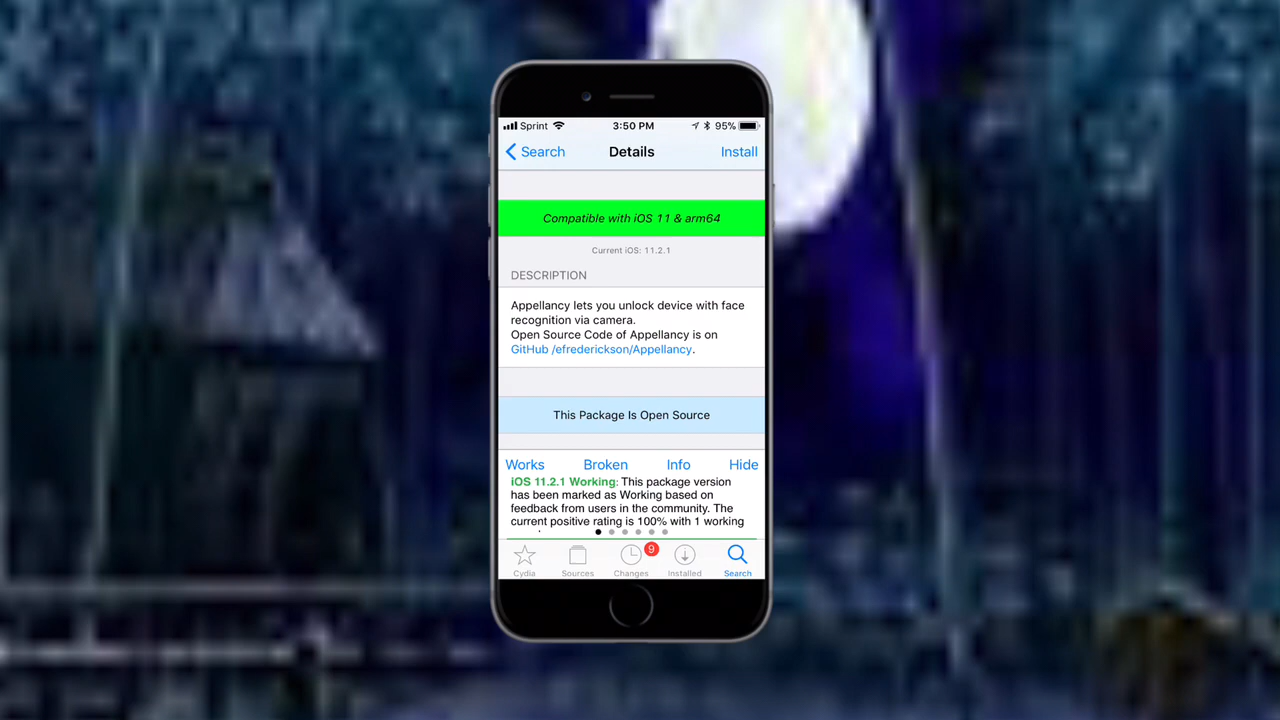 Sprint 3:50 PM 95%
Search Details Install
Compatible with iOS 11 & arm64
Current iOS: 11.2.1
DESCRIPTION
Appellancy lets you unlock device with face
recognition via camera.
Open Source Code of Appellancy is on
GitHub /efrederickson/Appellancy.
This Package Is Open Source
Works Broken Info Hide
iOS 11.2.1 Working: This package version
has been marked as Working based on
feedback from users in the community. The
current positive rating is 100% with 1 working
9
Cydia Sources Changes Installed Search